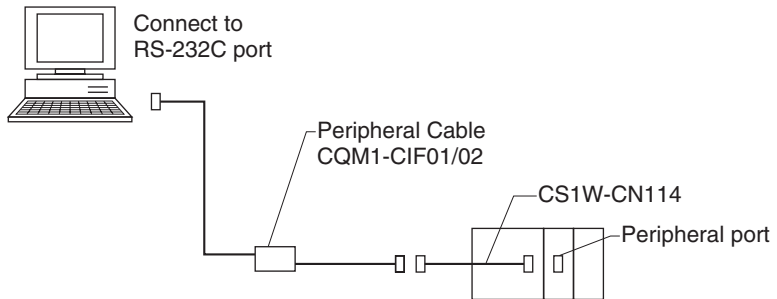 Connect to
RS-232C port
Peripheral Cable
CQM1-CIF01/02
CS1W-CN114
Peripheral port